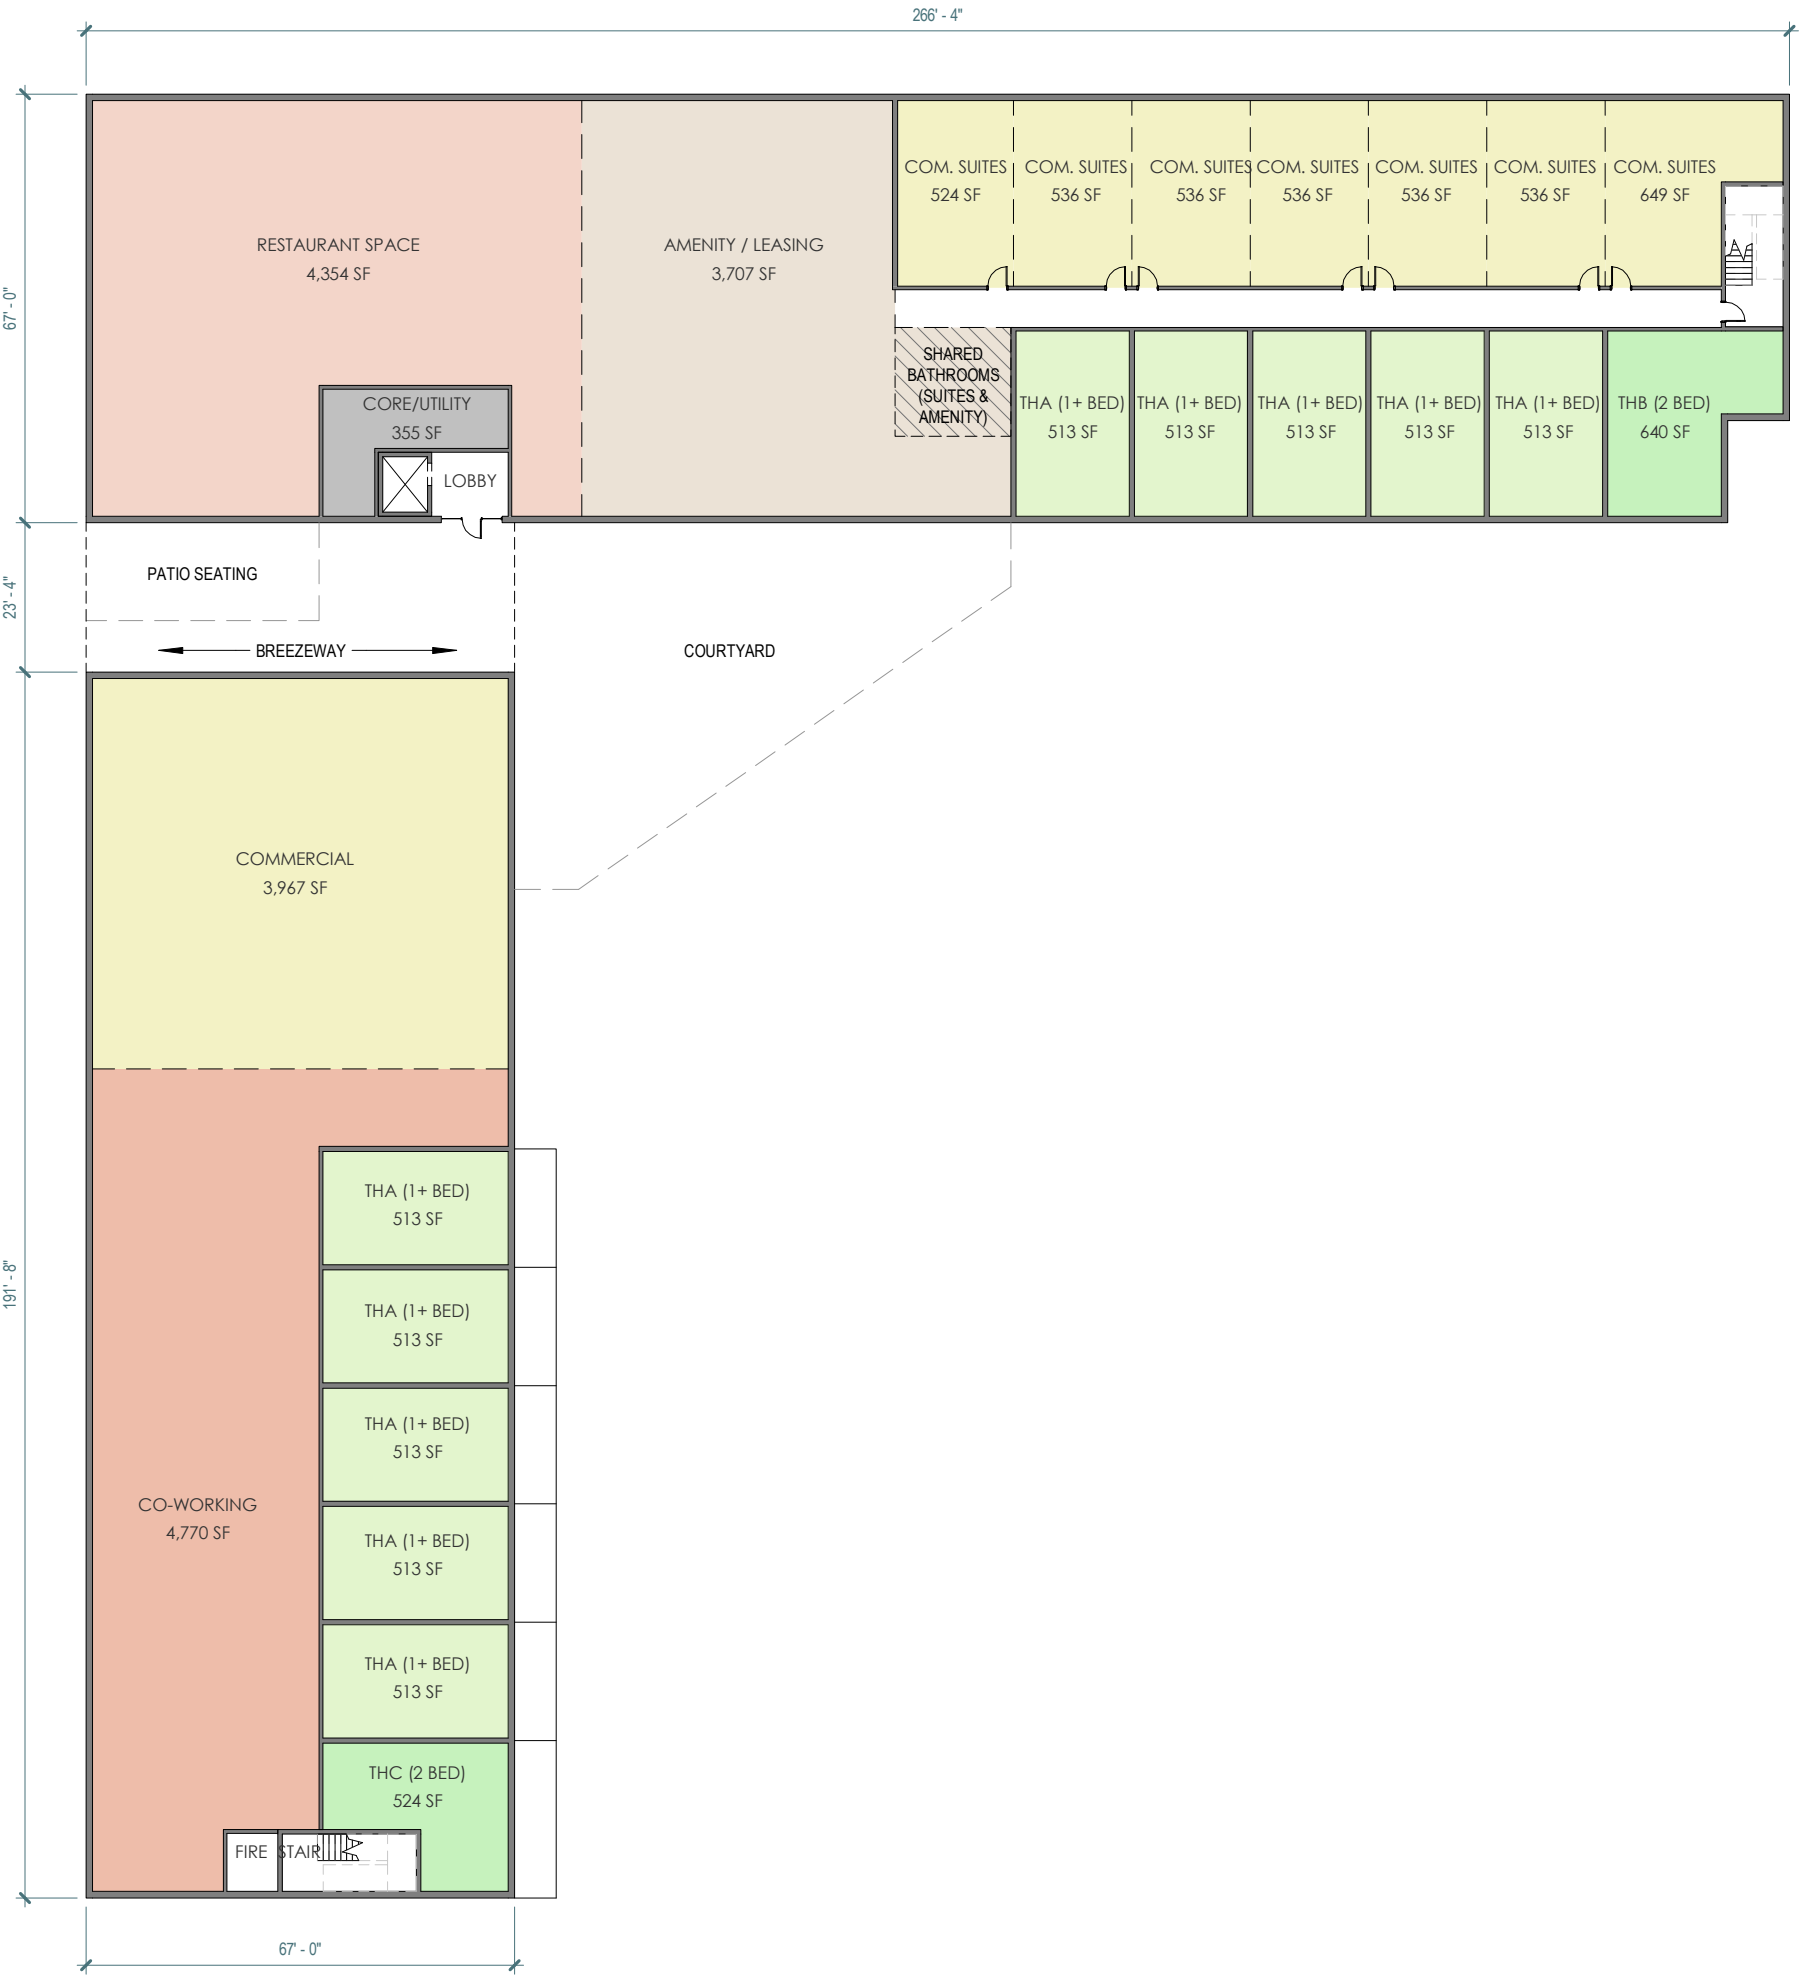 266' - 4"
COM. SUITES
524 SF
COM. SUITES
536 SF
COM. SUITES
536 SF
COM. SUITES
536 SF
COM. SUITES
536 SF
COM. SUITES
536 SF
COM. SUITES
649 SF
RESTAURANT SPACE
4,354 SF
AMENITY / LEASING
3,707 SF
67' - 0"
SHARED
BATHROOMS
(SUITES &
AMENITY)
CORE/UTILITY
355 SF
THA (1+ BED)
513 SF
THA (1+ BED)
513 SF
THA (1+ BED)
513 SF
THA (1+ BED)
513 SF
THA (1+ BED)
513 SF
THB (2 BED)
640 SF
LOBBY
PATIO SEATING
23' - 4"
BREEZEWAY
COURTYARD
COMMERCIAL
3,967 SF
THA (1+ BED)
513 SF
191' - 8"
THA (1+ BED)
513 SF
THA (1+ BED)
513 SF
CO-WORKING
4,770 SF
THA (1+ BED)
513 SF
THA (1+ BED)
513 SF
THC (2 BED)
524 SF
FIRE STAIR
67' - 0"